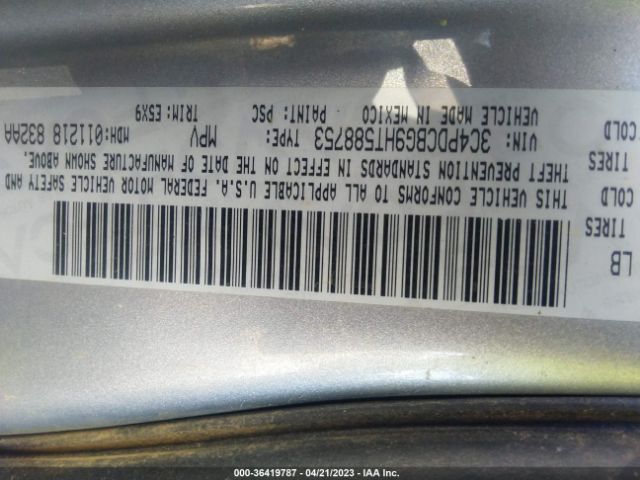 LB
TIRES
COLD
TIRES
COLD
THIS VEHICLE CONFORMS TO ALL APPLICABLE U.S.A. FEDERAL MOTOR VEHICLE SAFETY AND
THEFT PREVENTION STANDARDS IN EFFECT ON THE DATE OF MANUFACTURE SHOWN ABOVE.
VIN: 3C4PDCBG9HT588753 TYPE: MPV MDH:011218 832AA
VEHICLE MADE IN MEXICO PAINT: PSC TRIM: E5X9
000-36419787 - 04/21/2023 - IAA Inc.